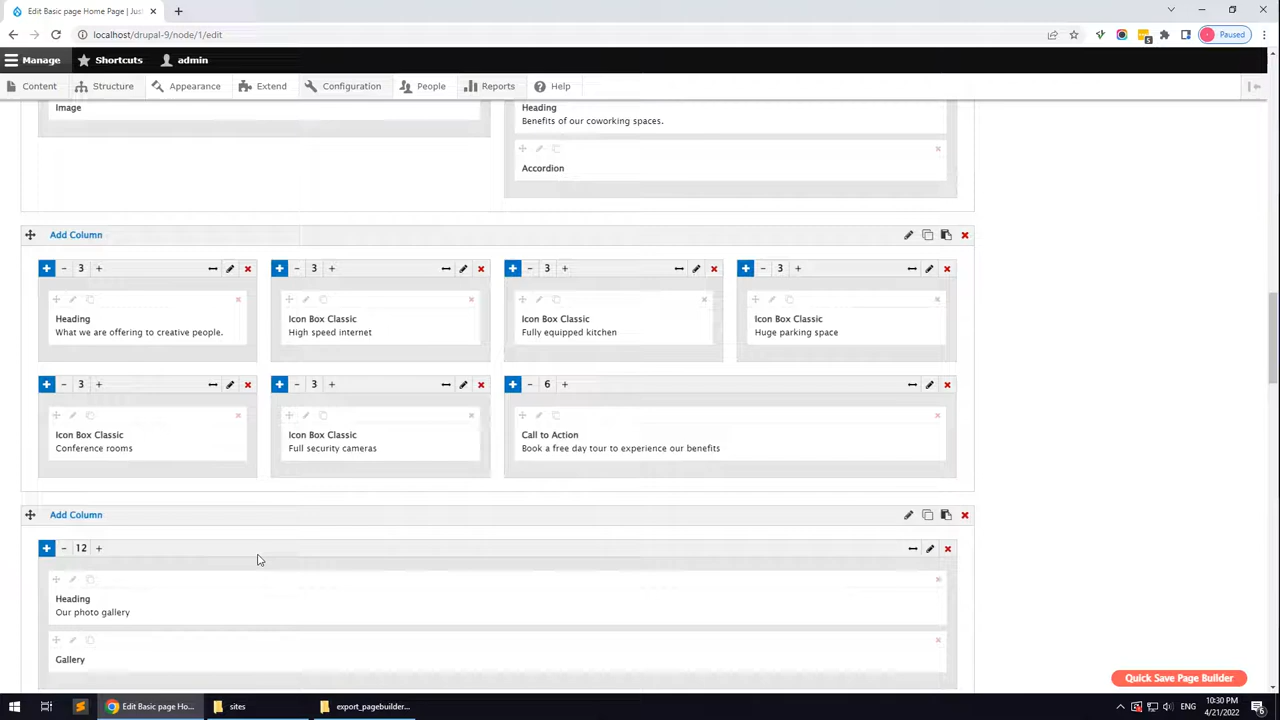 Edit Basic page Home Page | Jus
localhost/drupal-9/node/1/edit
Paused
Manage
Shortcuts
admin
Content
Structure
Appearance
Extend
Configuration
People
Reports
Help
Image
Heading
Benefits of our coworking spaces.
Accordion
Add Column
3
3
3
3
Heading
What we are offering to creative people.
Icon Box Classic
High speed internet
Icon Box Classic
Fully equipped kitchen
Icon Box Classic
Huge parking space
3
3
6
Icon Box Classic
Conference rooms
Icon Box Classic
Full security cameras
Call to Action
Book a free day tour to experience our benefits
Add Column
12
Heading
Our photo gallery
Gallery
Quick Save Page Builder
Edit Basic page Ho...
sites
export_pagebuilder...
ENG
10:30 PM
4/21/2022